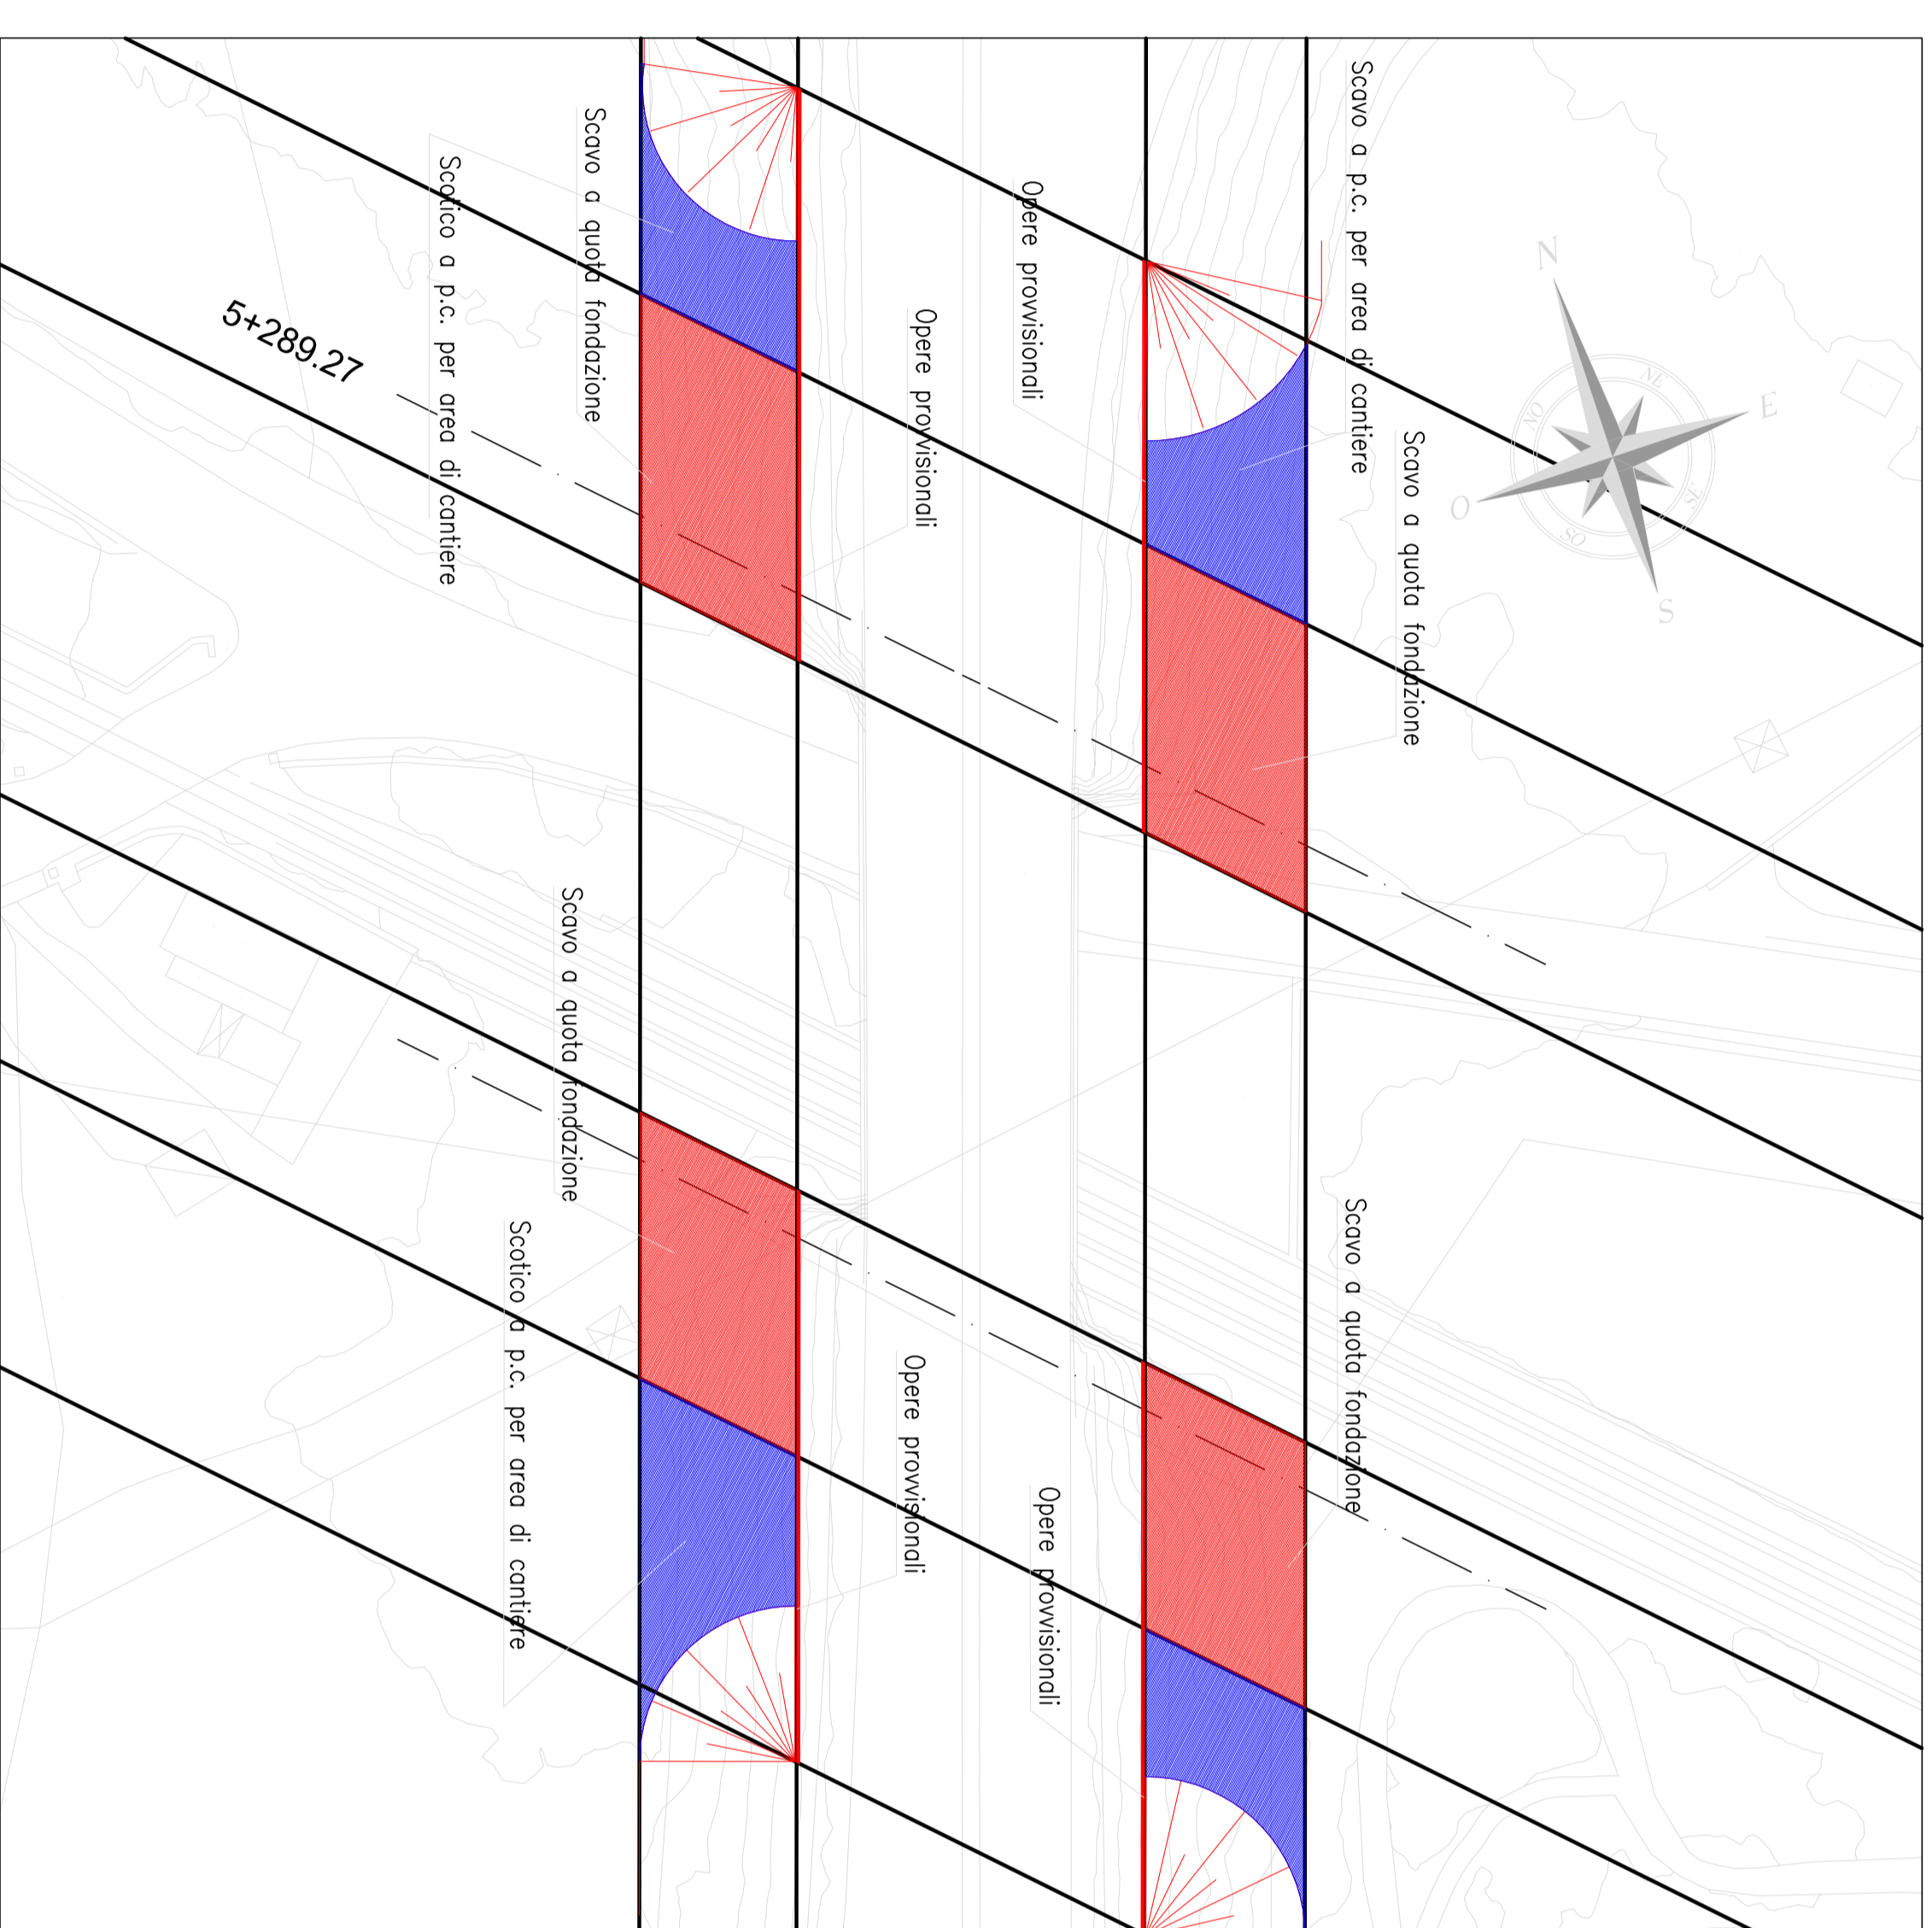 Scavo a p.c. per area di cantiere
Scavo a quota fondazione
Opere provvisionali
Opere provvisionali
Scavo a quota fondazione
Scotico a p.c. per area di cantiere
5+289.27
N
NE
E
SE
S
SO
O
NO
Scavo a quota fondazione
Opere provvisionali
Opere provvisionali
Scavo a quota fondazione
Scotico a p.c. per area di cantiere